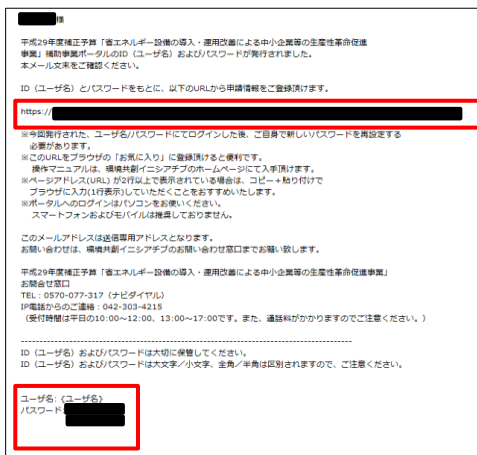 様
平成29年度補正予算「省エネルギー設備の導入・運用改善による中小企業等の生産性革命促進
事業」補助事業ポータルのID（ユーザ名）およびパスワードが発行されました。
本メール文末をご確認ください。
ID（ユーザ名）とパスワードをもとに、以下のURLから申請情報をご登録頂けます。
https://
※今回発行された、ユーザ名/パスワードにてログインした後、ご自身で新しいパスワードを再設定する
必要があります。
※このURLをブラウザの「お気に入り」に登録頂けると便利です。
操作マニュアルは、環境共創イニシアチブのホームページにて入手頂けます。
※ページアドレス(URL) が2行以上で表示されている場合は、コピー＋貼り付けで
ブラウザに入力(1行表示)していただくことをおすすめいたします。
※ポータルへのログインはパソコンをお使いください。
スマートフォンおよびモバイルは推奨しておりません。
このメールアドレスは送信専用アドレスとなります。
お問い合わせは、環境共創イニシアチブのお問い合わせ窓口までお願い致します。
平成29年度補正予算「省エネルギー設備の導入・運用改善による中小企業等の生産性革命促進事業」
お問合せ窓口
TEL：0570-077-317（ナビダイヤル）
IP電話からのご連絡：042-303-4215
（受付時間は平日の10:00～12:00、13:00～17:00です。また、通話料がかかりますのでご注意ください。）
ID（ユーザ名）およびパスワードは大切に保管してください。
ID（ユーザ名）およびパスワードは大文字／小文字、全角／半角は区別されますので、ご注意ください。
ユーザ名:《ユーザ名》
パスワード: